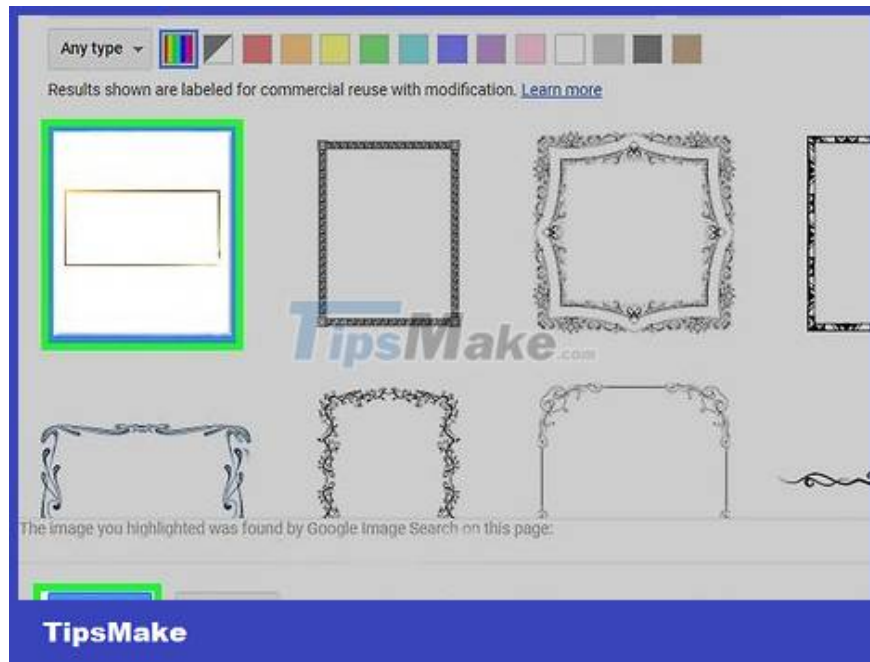 Any type
Results shown are labeled for commercial reuse with modification. Learn more
TipsMake.com
The image you highlighted was found by Google Image Search on this page:
TipsMake